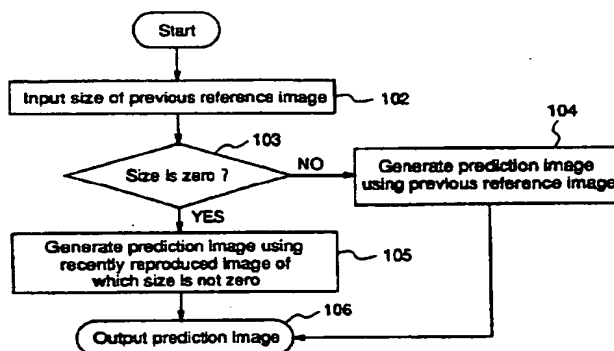 Start
Input size of previous reference image
102
103
104
Size is zero ?
NO
Generate prediction image
using previous reference image
YES
Generate prediction image using
recently reproduced image of
which size is not zero
105
106
Output prediction image